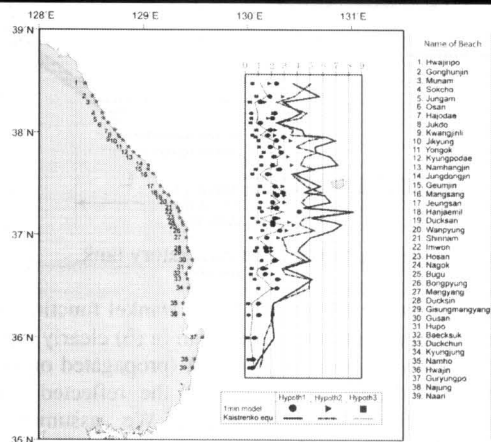 128°E 129°E 130°E 131°E
39°N
38°N
37°N
36°N
35°N
0 1 2 3 4 5 6 7 8 9
Name of Beach
1. Hwajinpo
2. Gonghunjin
3. Munam
4. Sokcho
5. Jungam
6. Osan
7. Hajodae
8. Jukdo
9. Kwangjinli
10. Jikyung
11. Yongok
12. Kyungpodae
13. Namhangjin
14. Jungdongjin
15. Geumjin
16. Mangsang
17. Jeungsan
18. Hanjaemil
19. Ducksan
20. Wanpyung
21. Shinnam
22. Imwon
23. Hosan
24. Nagok
25. Bugu
26. Bongpyung
27. Mangyang
28. Ducksin
29. Gisungmangyang
30. Gusan
31. Hupo
32. Baecksuk
33. Duckchun
34. Kyungjung
35. Namho
36. Hwajin
37. Guryungpo
38. Najung
39. Naari
Hypoth1 Hypoth2 Hypoth3
1min model
Kaistrenko equ